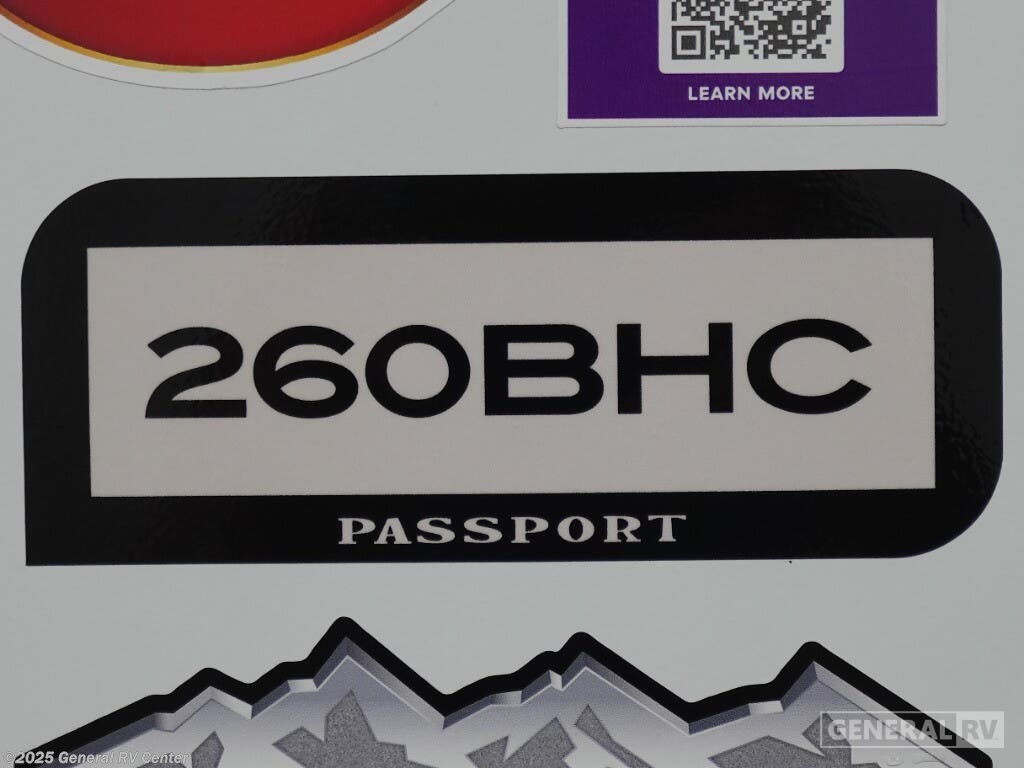 LEARN MORE
260BHC
PASSPORT
GENERAL RV
©2025 General RV Center